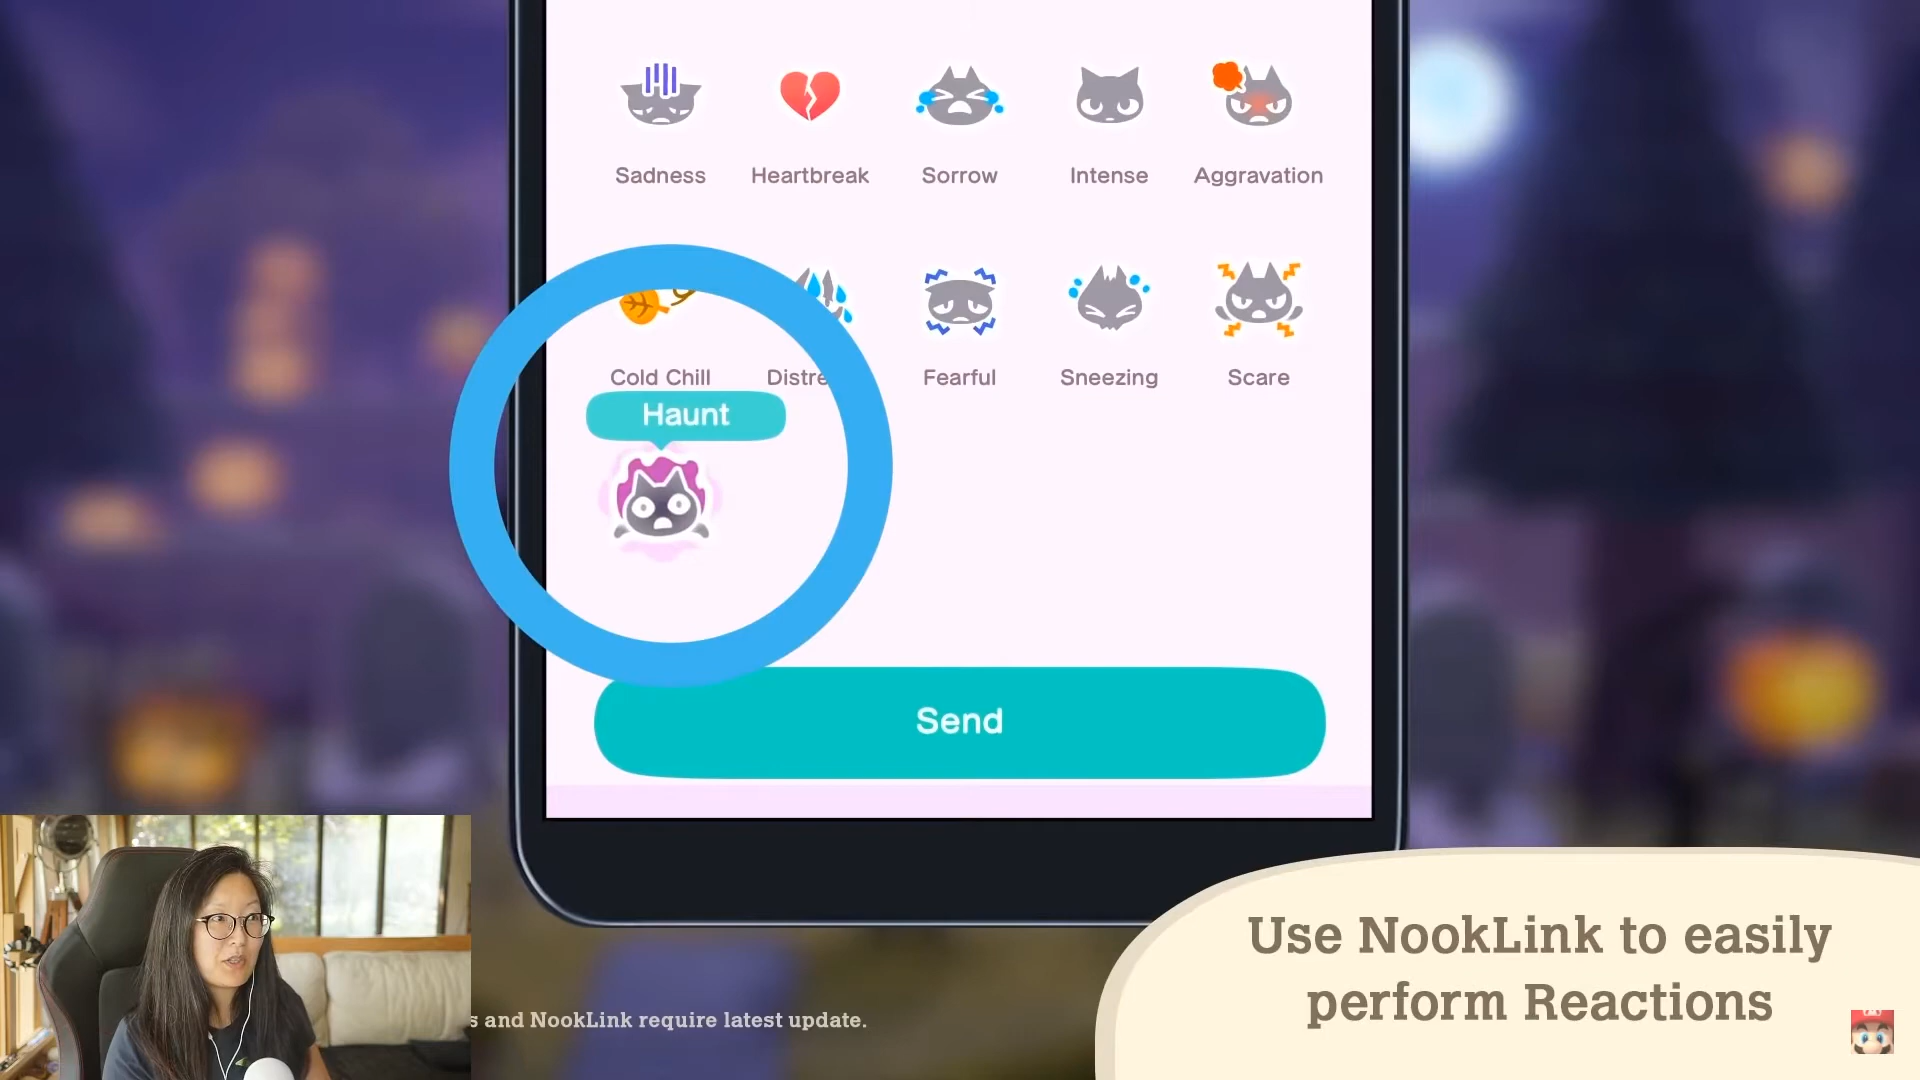 Sadness Heartbreak Sorrow Intense Aggravation
Cold Chill Distre Fearful Sneezing Scare
Haunt
Send
Use NookLink to easily
perform Reactions
s and NookLink require latest update.
M